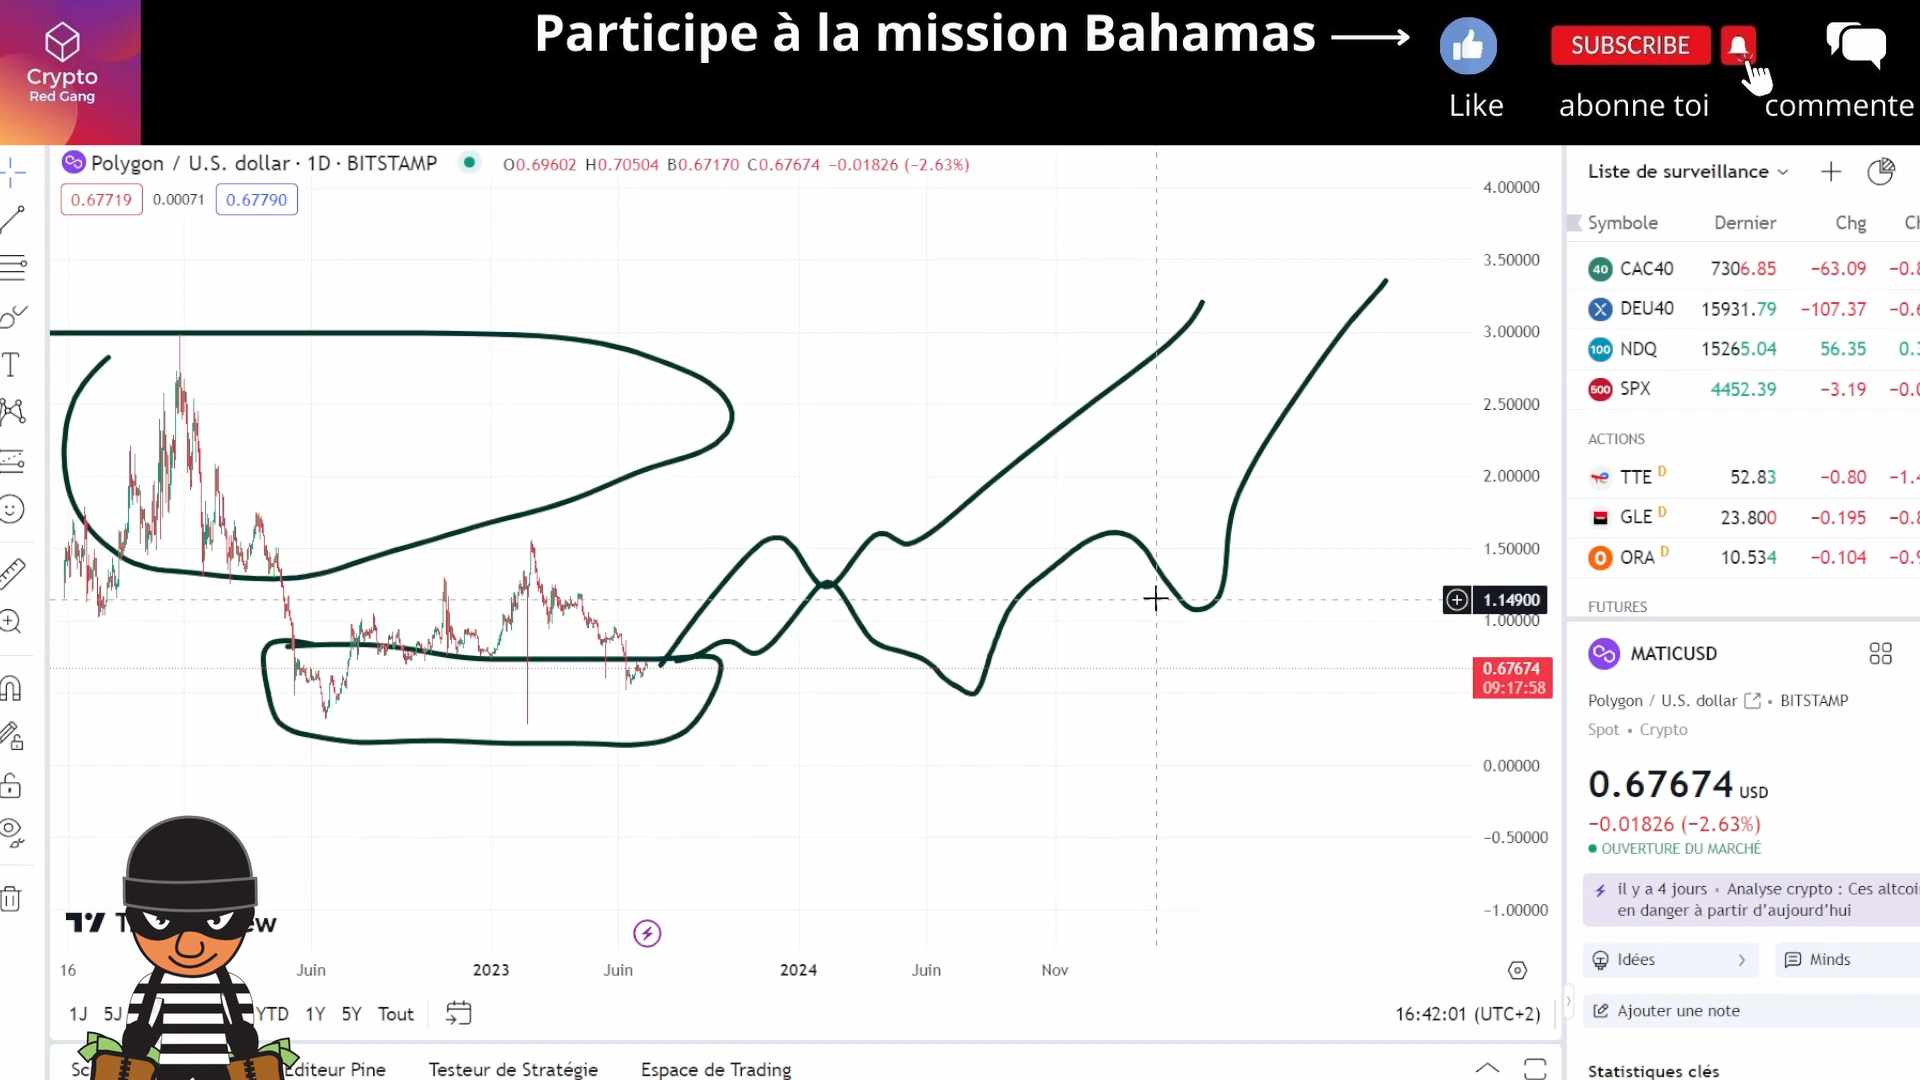 Participe à la mission Bahamas
SUBSCRIBE
Like
abonne toi
commente
Crypto
Red Gang
Polygon / U.S. dollar · 1D · BITSTAMP
O0.69602 H0.70504 B0.67170 C0.67674 −0.01826 (−2.63%)
0.67719 0.00071 0.67790
4.00000
3.50000
3.00000
2.50000
2.00000
1.50000
1.14900
1.00000
0.67674
09:17:58
0.00000
−0.50000
−1.00000
16 Juin 2023 Juin 2024 Juin Nov
1J 5J YTD 1Y 5Y Tout
16:42:01 (UTC+2)
Éditeur Pine Testeur de Stratégie Espace de Trading
Liste de surveillance
Symbole Dernier Chg
40 CAC40 7306.85 −63.09
DEU40 15931.79 −107.37
100 NDQ 15265.04 56.35
500 SPX 4452.39 −3.19
ACTIONS
TTE D 52.83 −0.80
GLE D 23.800 −0.195
ORA D 10.534 −0.104
FUTURES
MATICUSD
Polygon / U.S. dollar • BITSTAMP
Spot • Crypto
0.67674 USD
−0.01826 (−2.63%)
OUVERTURE DU MARCHÉ
il y a 4 jours • Analyse crypto : Ces altcoi
en danger à partir d’aujourd’hui
Idées
Minds
Ajouter une note
Statistiques clés